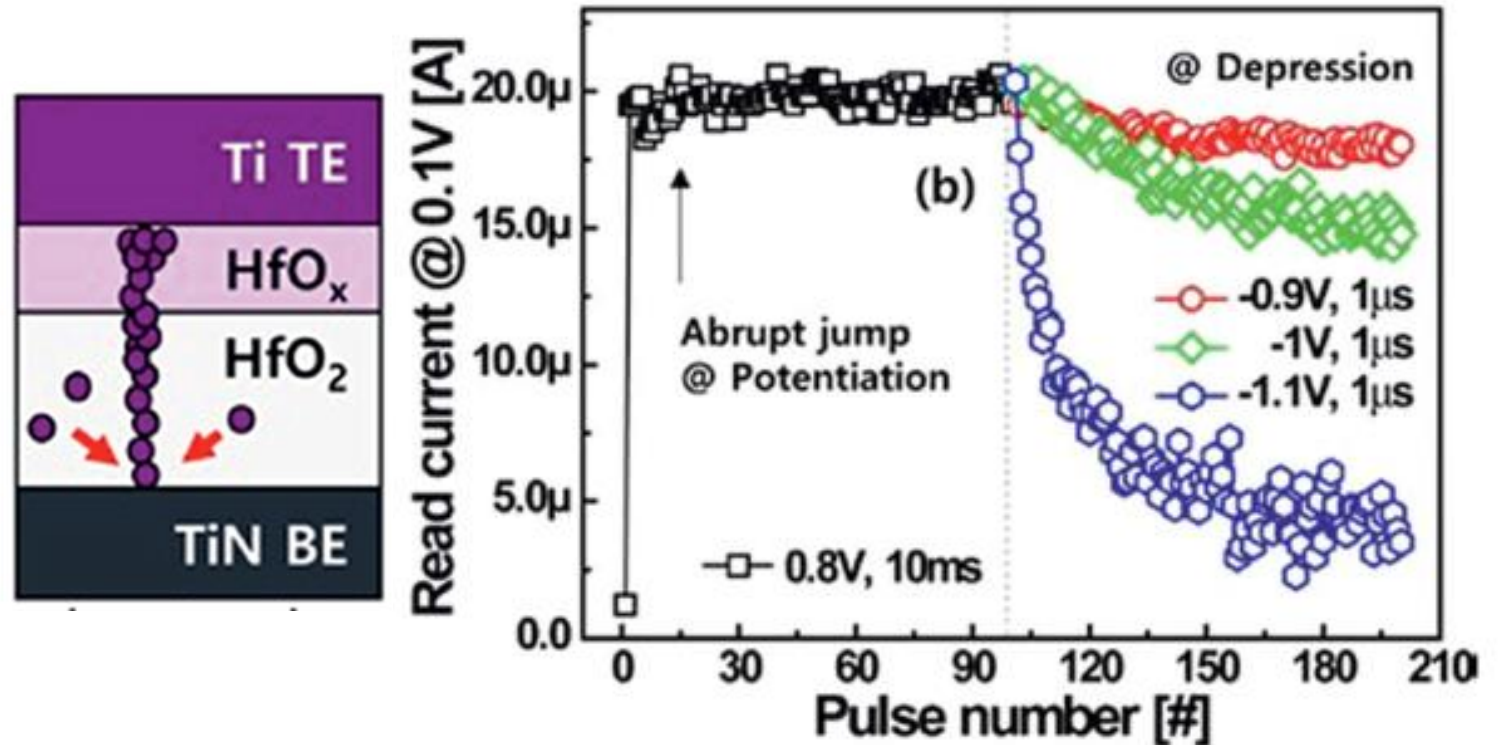 Ti TE
HfOₓ
HfO₂
TiN BE
Read current @ 0.1V [A]
20.0μ
15.0μ
10.0μ
5.0μ
0.0
@ Depression
(b)
Abrupt jump
@ Potentiation
-0.9V, 1μs
-1V, 1μs
-1.1V, 1μs
0.8V, 10ms
0 30 60 90 120 150 180 210
Pulse number [#]